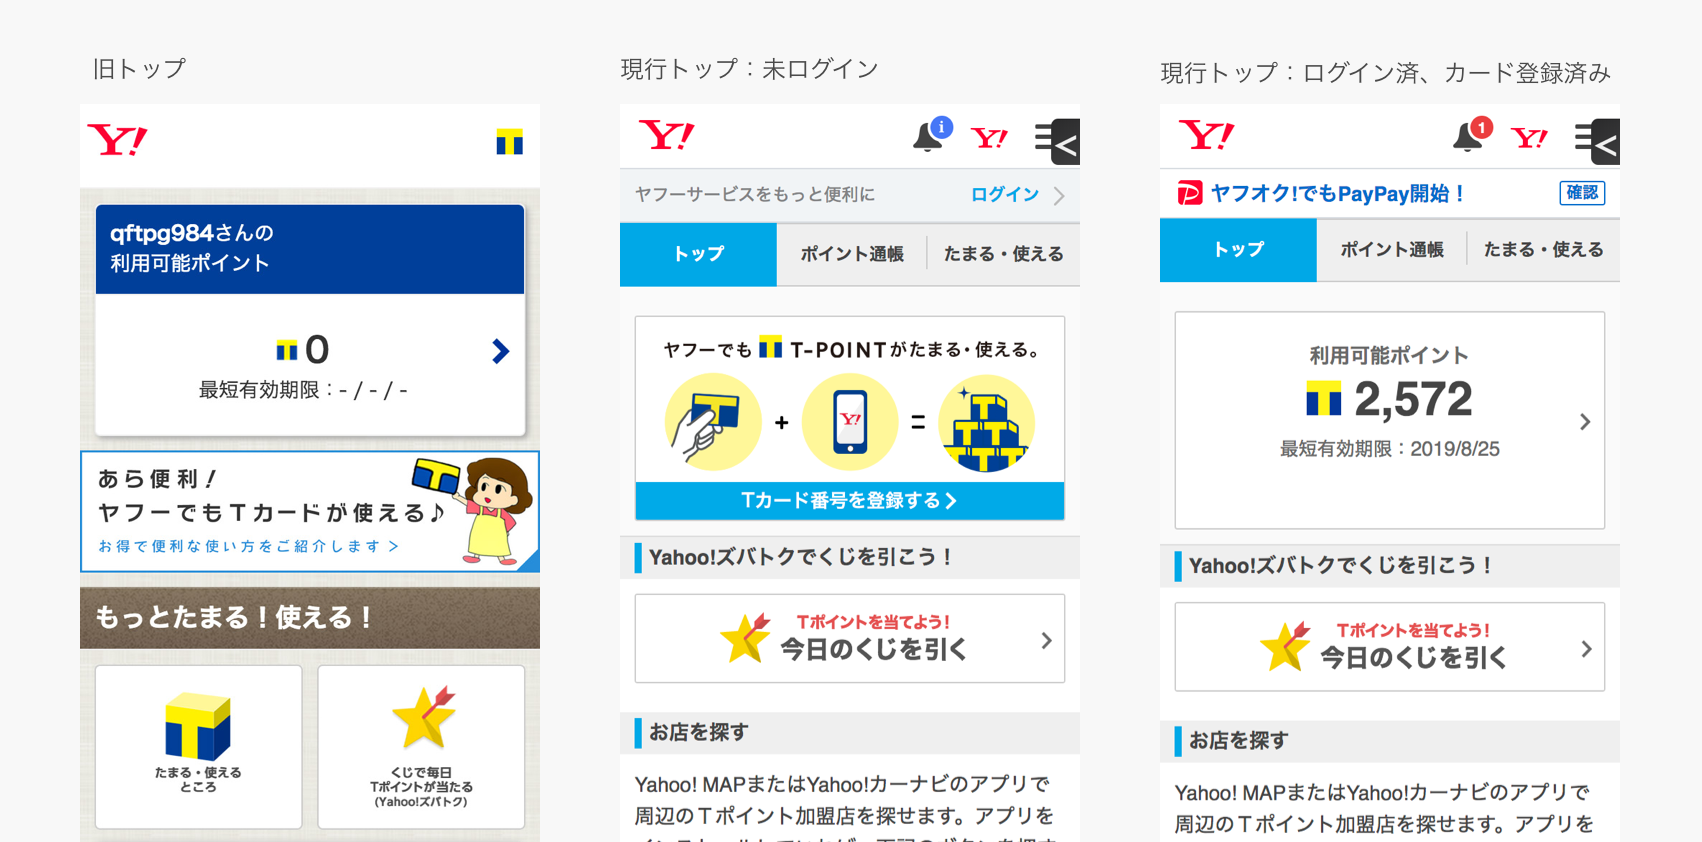 旧トップ
Y!
qftpg984さんの
利用可能ポイント
0
最短有効期限：- / - / -
あら便利！
ヤフーでもTカードが使える♪
お得で便利な使い方をご紹介します >
もっとたまる！使える！
たまる・使える
ところ
くじで毎日
Tポイントが当たる
(Yahoo!ズバトク)
現行トップ：未ログイン
Y!
i
Y!
ヤフーサービスをもっと便利に
ログイン
トップ
ポイント通帳
たまる・使える
ヤフーでも T T-POINTがたまる・使える。
T + Y! = T
Tカード番号を登録する
Yahoo!ズバトクでくじを引こう！
Tポイントを当てよう!
今日のくじを引く
お店を探す
Yahoo! MAPまたはYahoo!カーナビのアプリで
周辺のＴポイント加盟店を探せます。アプリを
現行トップ：ログイン済、カード登録済み
Y!
1
Y!
ヤフオク!でもPayPay開始！
確認
トップ
ポイント通帳
たまる・使える
利用可能ポイント
T 2,572
最短有効期限：2019/8/25
Yahoo!ズバトクでくじを引こう！
Tポイントを当てよう!
今日のくじを引く
お店を探す
Yahoo! MAPまたはYahoo!カーナビのアプリで
周辺のＴポイント加盟店を探せます。アプリを